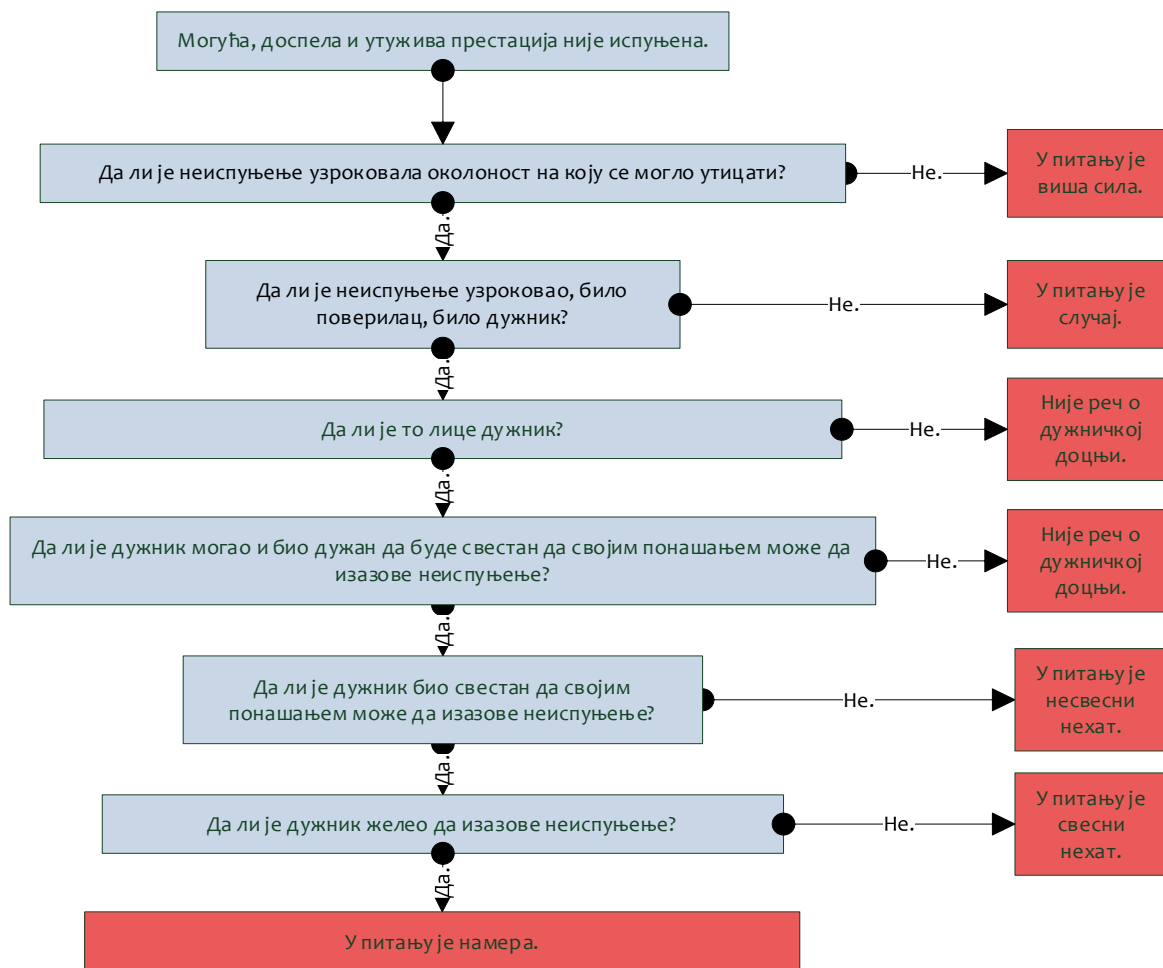 Могућа, доспела и утужива престација није испуњена.
Да ли је неиспуњење узроковала околоност на коју се могло утицати?
Не.
У питању је
виша сила.
Да.
Да ли је неиспуњење узроковао, било
поверилац, било дужник?
Не.
У питању је
случај.
Да.
Да ли је то лице дужник?
Не.
Није реч о
дужничкој
доцњи.
Да.
Да ли је дужник могао и био дужан да буде свестан да својим понашањем може да
изазове неиспуњење?
Не.
Није реч о
дужничкој
доцњи.
Да.
Да ли је дужник био свестан да својим
понашањем може да изазове неиспуњење?
Не.
У питању је
несвесни
нехат.
Да.
Да ли је дужник желео да изазове неиспуњење?
Не.
У питању је
свесни
нехат.
Да.
У питању је намера.